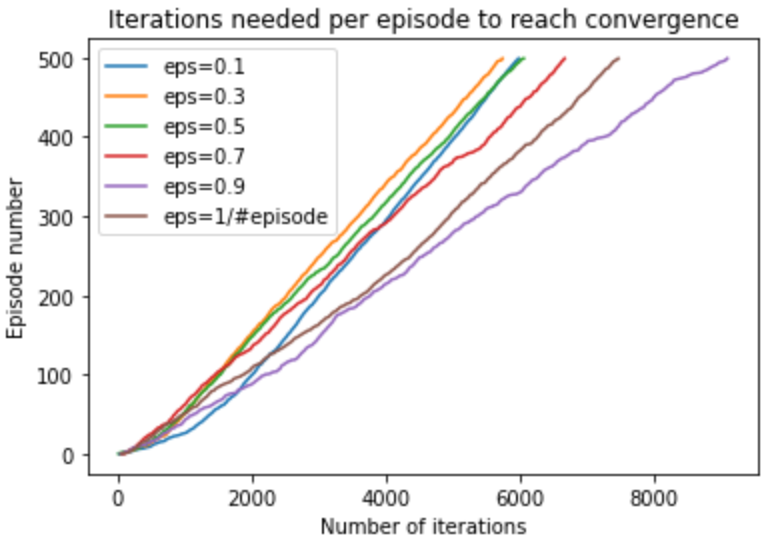 Iterations needed per episode to reach convergence
eps=0.1
eps=0.3
eps=0.5
eps=0.7
eps=0.9
eps=1/#episode
500
400
300
200
100
0
Episode number
0 2000 4000 6000 8000
Number of iterations